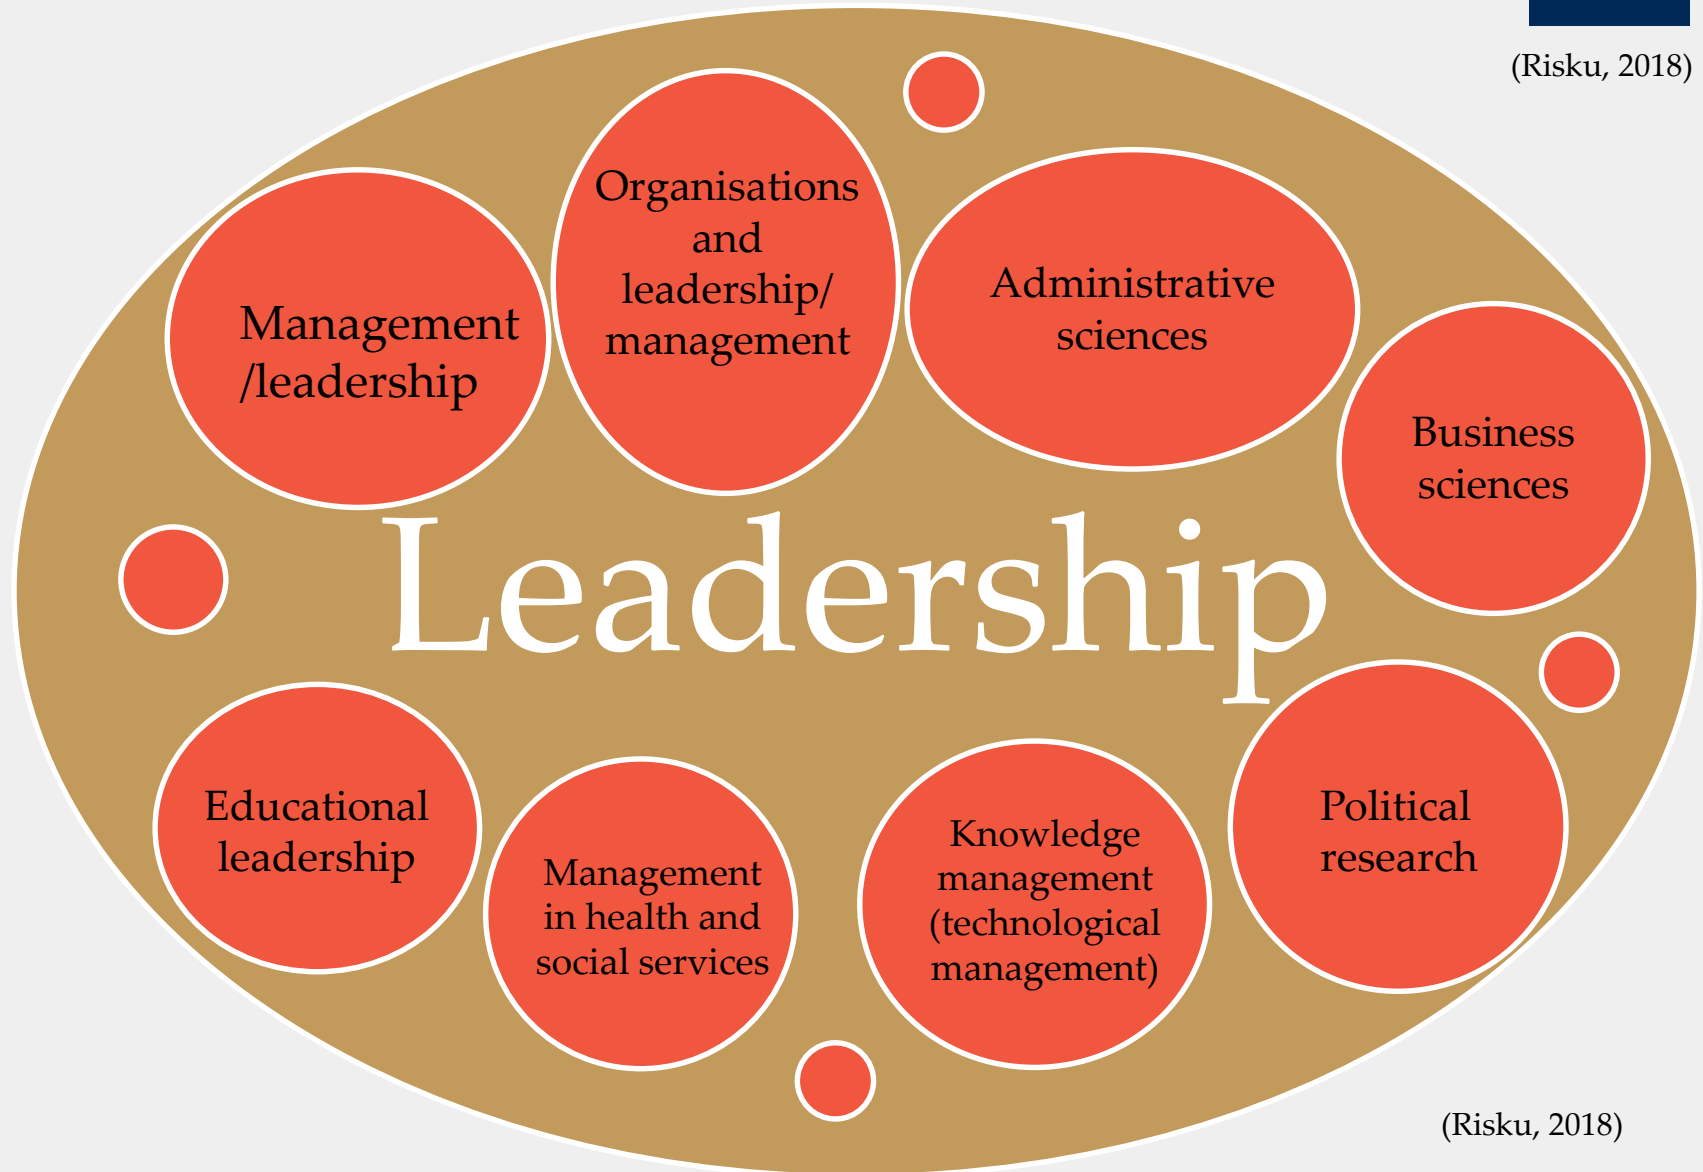 (Risku, 2018)
Organisations
and
leadership/
management
Administrative
sciences
Management
/leadership
Business
sciences
Leadership
Educational
leadership
Management
in health and
social services
Knowledge
management
(technological
management)
Political
research
(Risku, 2018)